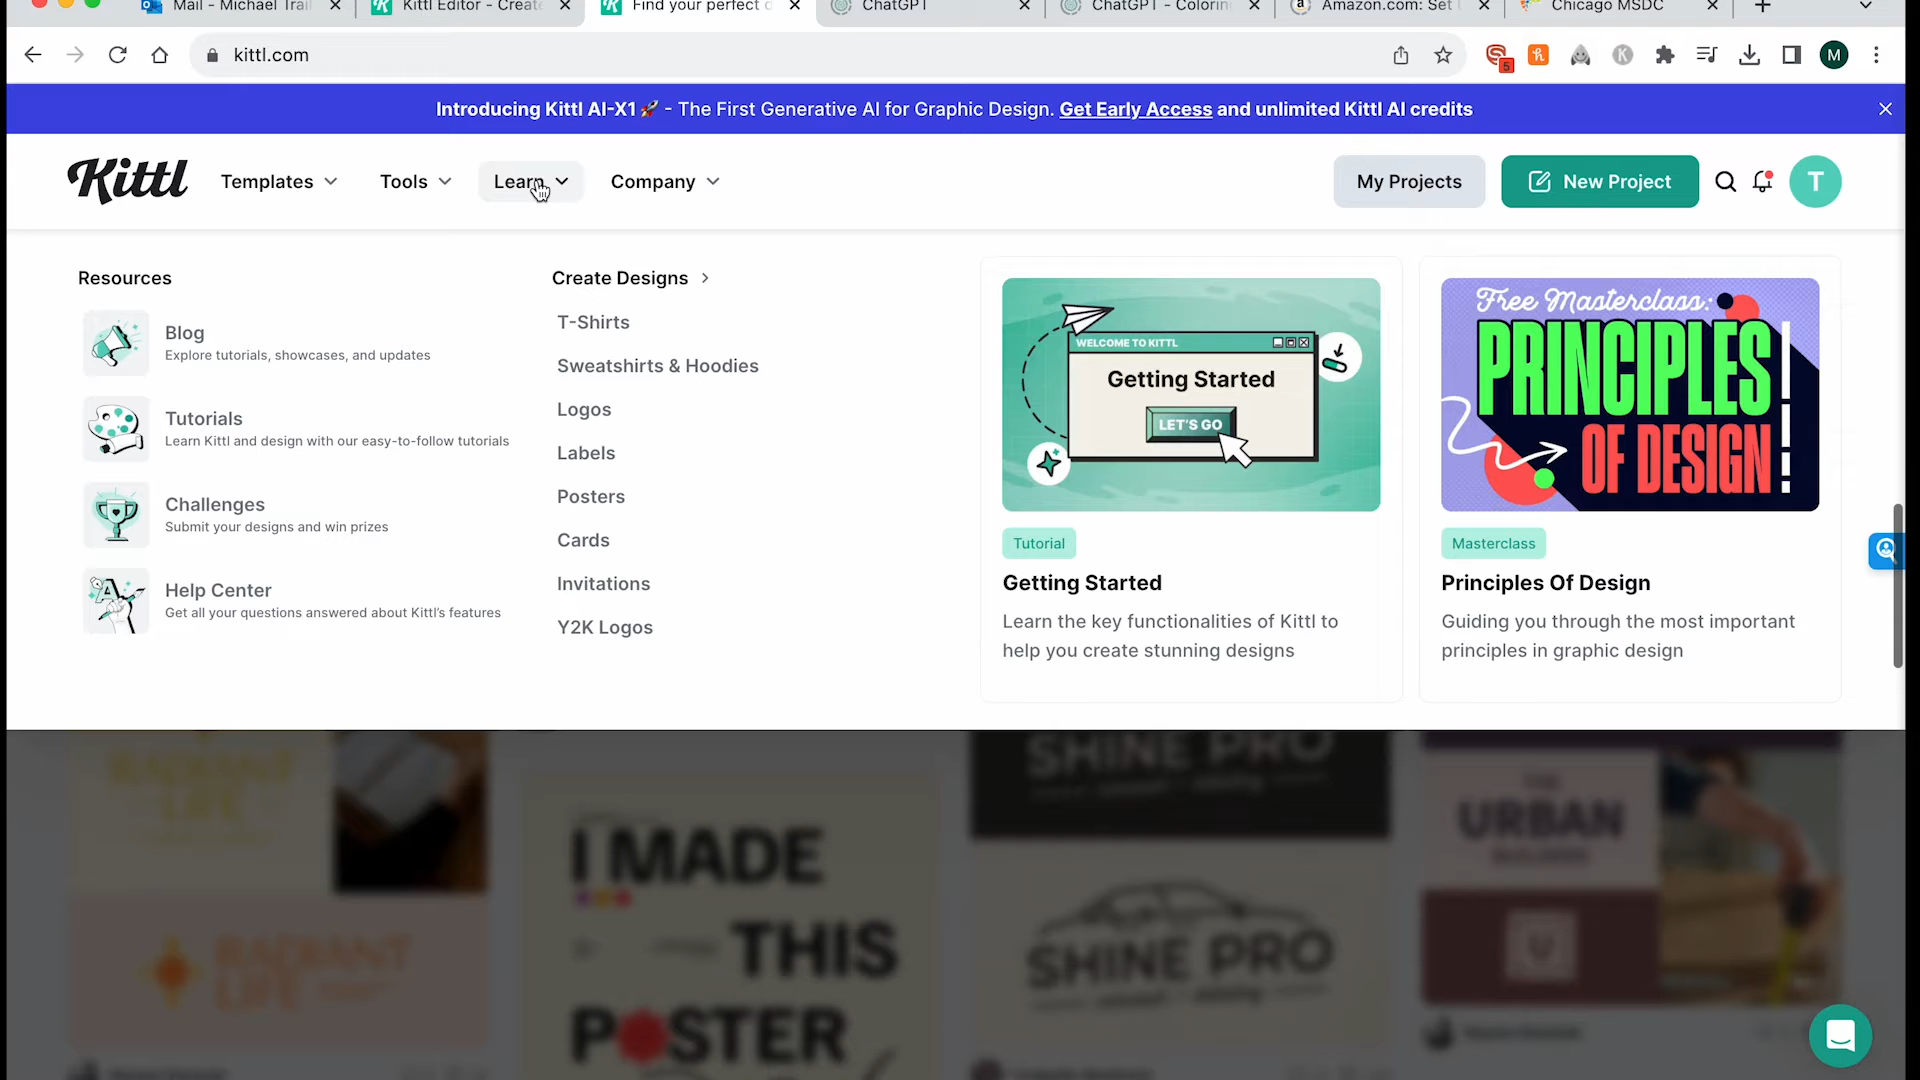 Mail - Michael Trail
Kittl Editor - Create
Find your perfect d
ChatGPT
ChatGPT - Colorin
Amazon.com: Set
Chicago MSDC
kittl.com
5
M
Introducing Kittl AI-X1 🚀 - The First Generative AI for Graphic Design. Get Early Access and unlimited Kittl AI credits
Kittl
Templates
Tools
Learn
Company
My Projects
New Project
T
Resources
Blog
Explore tutorials, showcases, and updates
Tutorials
Learn Kittl and design with our easy-to-follow tutorials
Challenges
Submit your designs and win prizes
Help Center
Get all your questions answered about Kittl's features
Create Designs
T-Shirts
Sweatshirts & Hoodies
Logos
Labels
Posters
Cards
Invitations
Y2K Logos
WELCOME TO KITTL
Getting Started
LET'S GO
Tutorial
Getting Started
Learn the key functionalities of Kittl to
help you create stunning designs
Free Masterclass:
PRINCIPLES
OF DESIGN
Masterclass
Principles Of Design
Guiding you through the most important
principles in graphic design
RADIANT
LIFE
RADIANT
LIFE
I MADE
THIS
POSTER
SHINE PRO
SHINE PRO
THE
URBAN